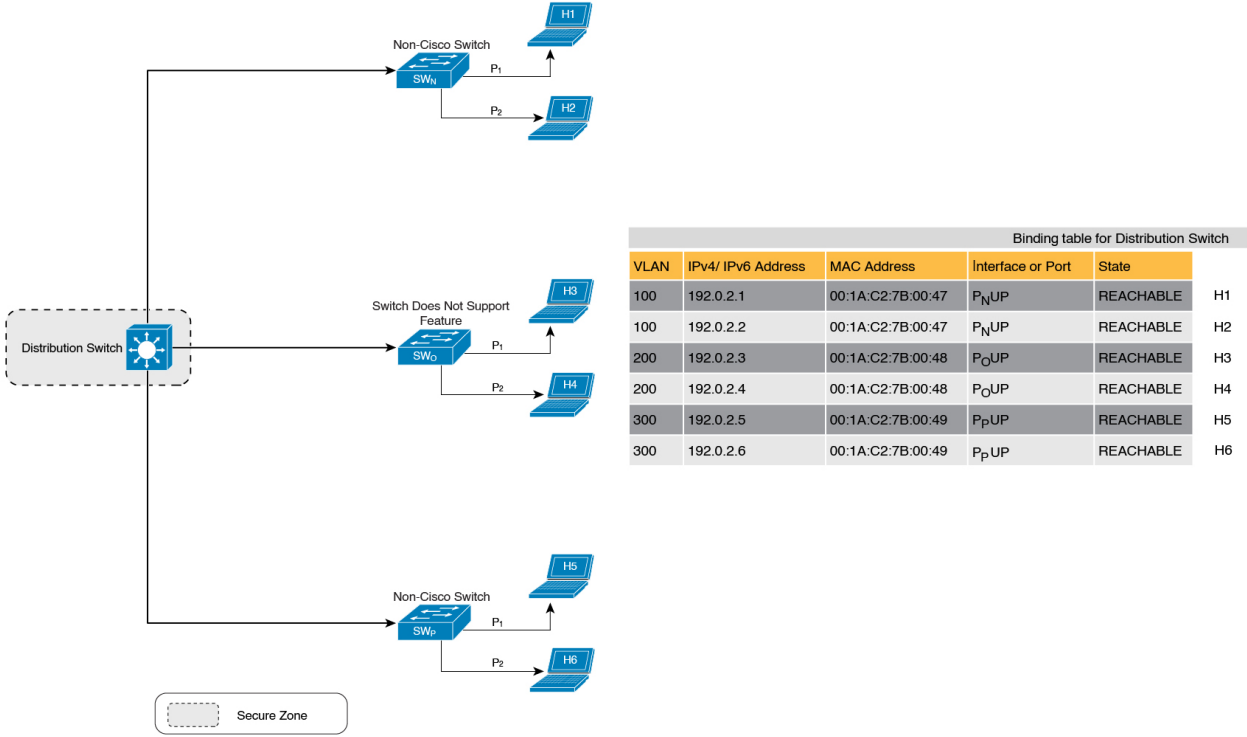 H1
Non-Cisco Switch
SWN
P1
P2
H2
Switch Does Not Support
Feature
SWO
P1
H3
P2
H4
Distribution Switch
Non-Cisco Switch
SWP
P1
H5
P2
H6
Secure Zone
Binding table for Distribution Switch
VLAN IPv4/ IPv6 Address MAC Address Interface or Port State
100 192.0.2.1 00:1A:C2:7B:00:47 PNUP REACHABLE H1
100 192.0.2.2 00:1A:C2:7B:00:47 PNUP REACHABLE H2
200 192.0.2.3 00:1A:C2:7B:00:48 POUP REACHABLE H3
200 192.0.2.4 00:1A:C2:7B:00:48 POUP REACHABLE H4
300 192.0.2.5 00:1A:C2:7B:00:49 PPUP REACHABLE H5
300 192.0.2.6 00:1A:C2:7B:00:49 PPUP REACHABLE H6